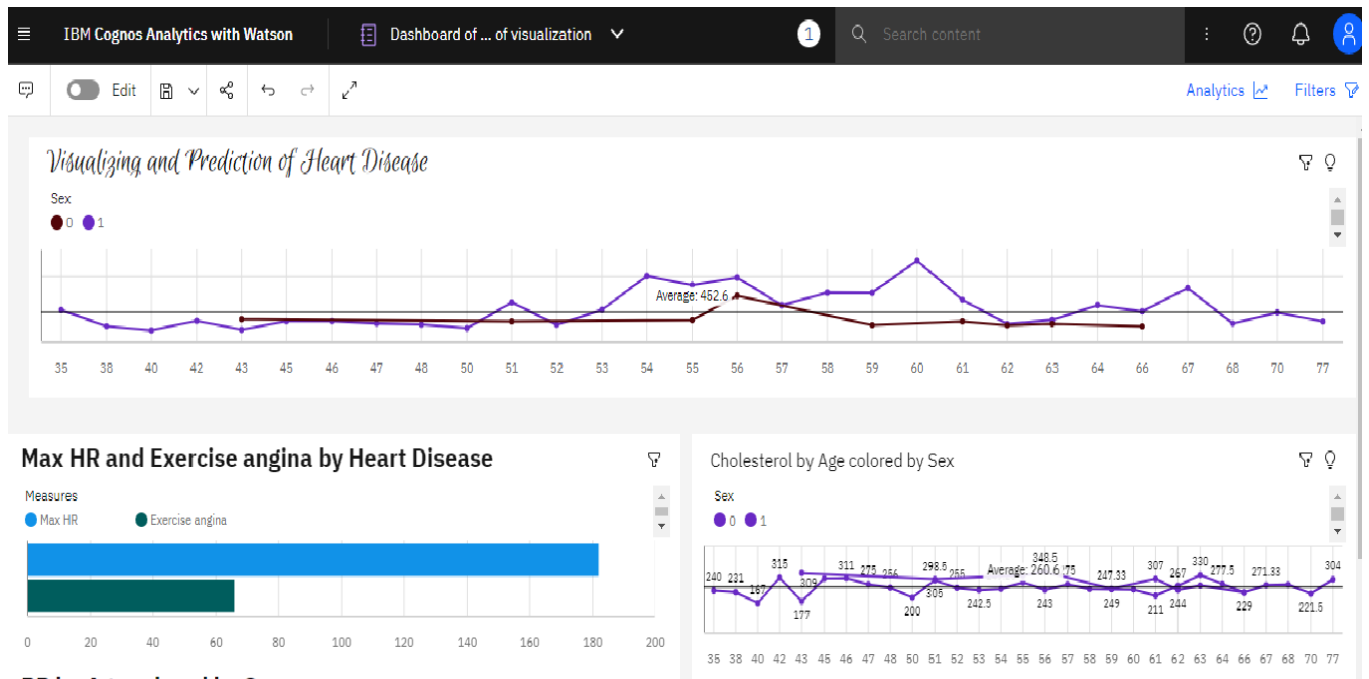 IBM Cognos Analytics with Watson
Dashboard of ... of visualization
1
Search content
Edit
Analytics
Filters
Visualizing and Prediction of Heart Disease
Sex
0 1
Average: 452.6
35 38 40 42 43 45 46 47 48 50 51 52 53 54 55 56 57 58 59 60 61 62 63 64 66 67 68 70 77
Max HR and Exercise angina by Heart Disease
Measures
Max HR Exercise angina
0 20 40 60 80 100 120 140 160 180 200
Cholesterol by Age colored by Sex
Sex
0 1
348.5
315 311 298.5 307 330 304
240 231 167 309 275 256 255 Average: 260.6 75 247.33 267 277.5 271.33
177 200 305 242.5 243 249 211 244 229 221.5
35 38 40 42 43 45 46 47 48 50 51 52 53 54 55 56 57 58 59 60 61 62 63 64 66 67 68 70 77